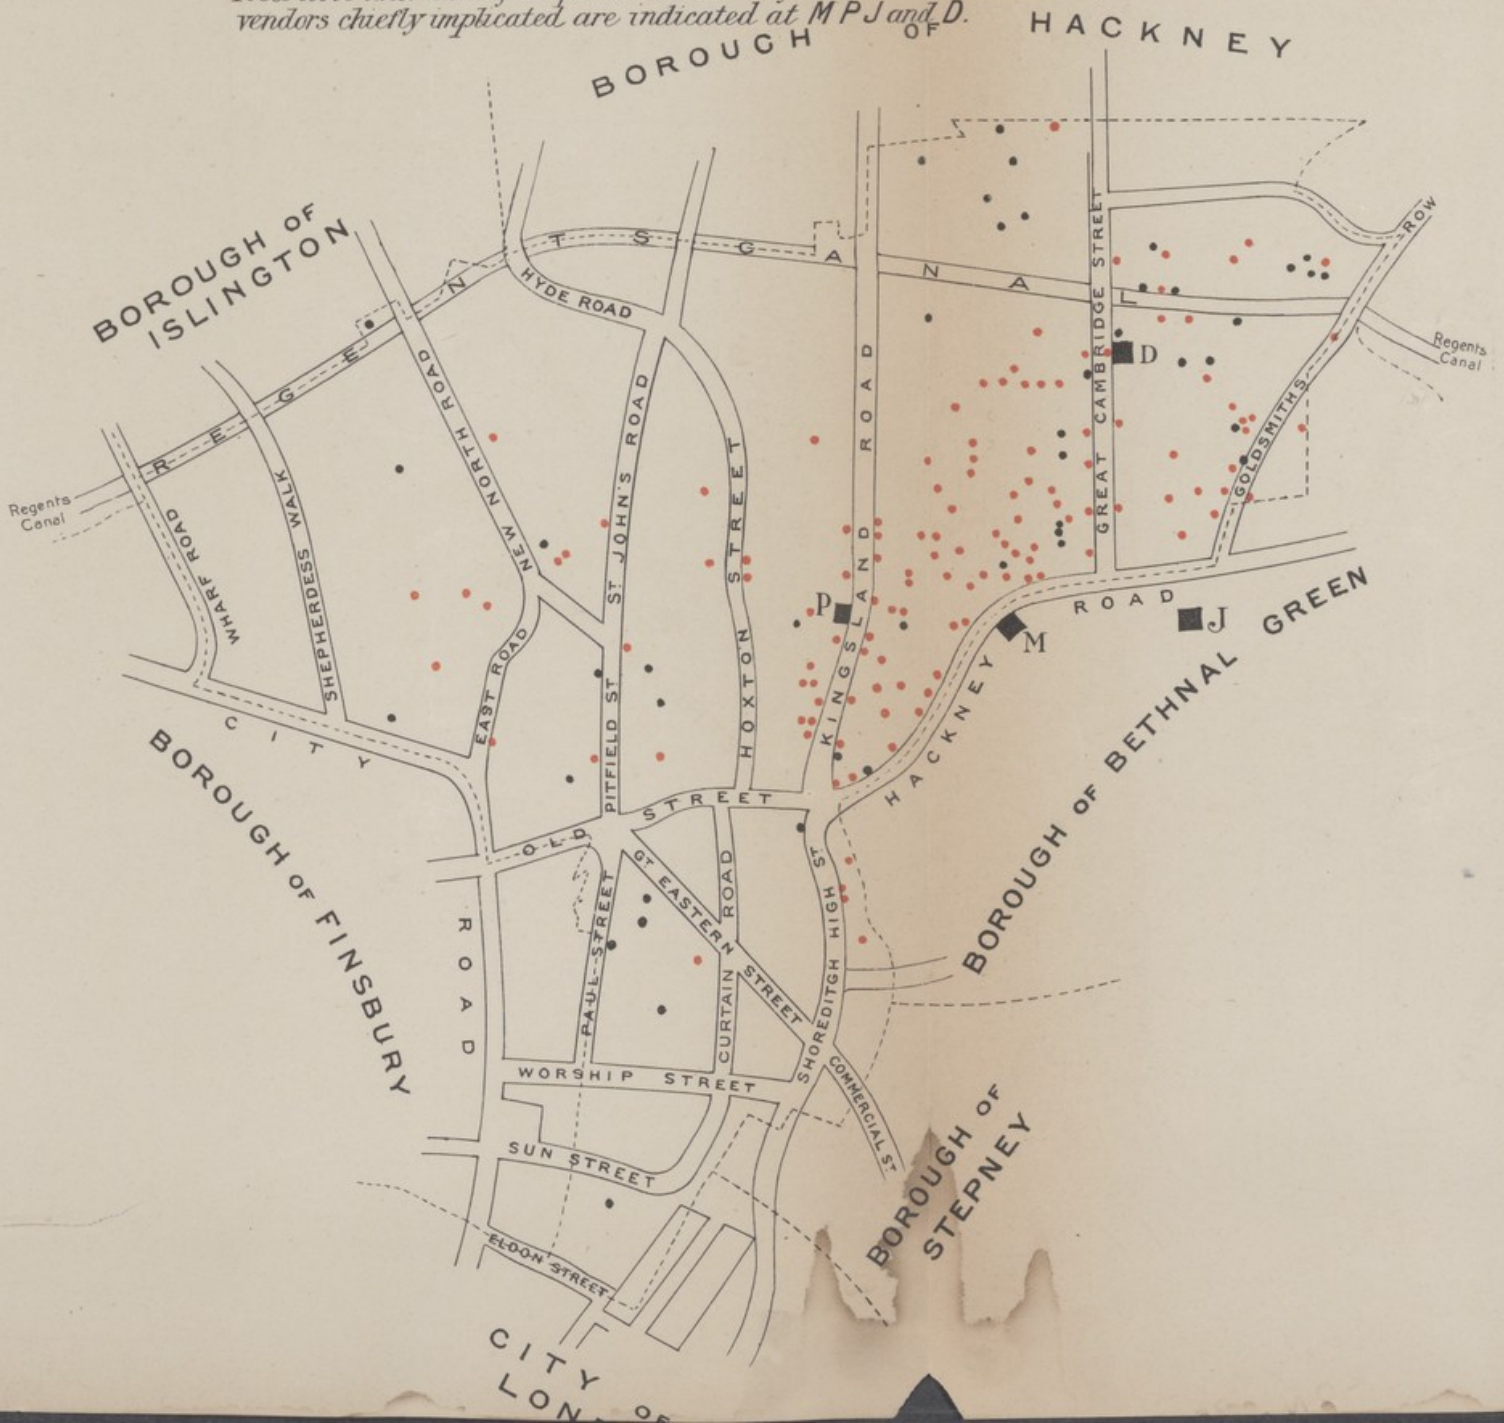 vendors chiefly implicated are indicated at M P J and D.
BOROUGH OF HACKNEY
BOROUGH OF
ISLINGTON
REGENTS CANAL
ROW
HYDE ROAD
GREAT CAMBRIDGE STREET
Regents
Canal
D
NEW NORTH ROAD
ST JOHN'S ROAD
KINGSLAND ROAD
GOLDSMITHS
Regents
Canal
WHARF ROAD
SHEPHERDESS WALK
HOXTON STREET
P
M
J
HACKNEY ROAD
EAST ROAD
PITFIELD ST
BOROUGH OF BETHNAL GREEN
CITY ROAD
OLD STREET
BOROUGH OF FINSBURY
GT EASTERN STREET
PAUL STREET
CURTAIN ROAD
SHOREDITGH HIGH ST
WORSHIP STREET
COMMERCIAL ST
SUN STREET
BOROUGH OF
STEPNEY
ELDON STREET
CITY OF
LON